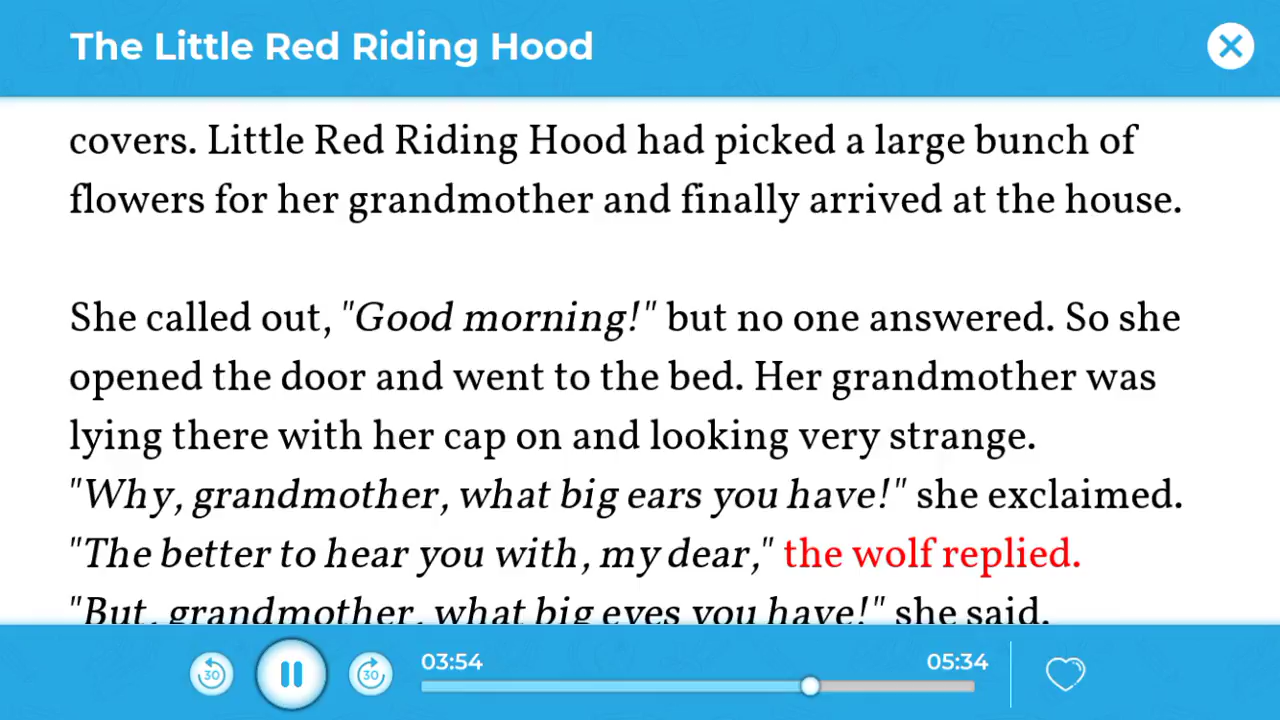 The Little Red Riding Hood
covers. Little Red Riding Hood had picked a large bunch of
flowers for her grandmother and finally arrived at the house.
She called out, "Good morning!" but no one answered. So she
opened the door and went to the bed. Her grandmother was
lying there with her cap on and looking very strange.
"Why, grandmother, what big ears you have!" she exclaimed.
"The better to hear you with, my dear," the wolf replied.
"But, grandmother, what big eyes you have!" she said.
30
30
03:54
05:34